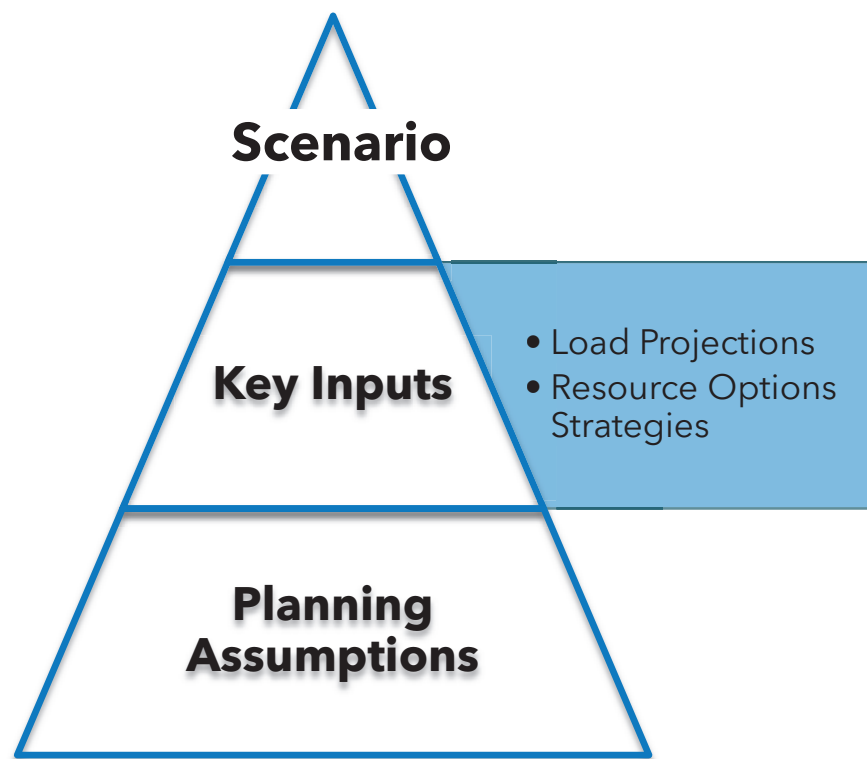 Scenario
Key Inputs
• Load Projections
• Resource Options
Strategies
Planning
Assumptions